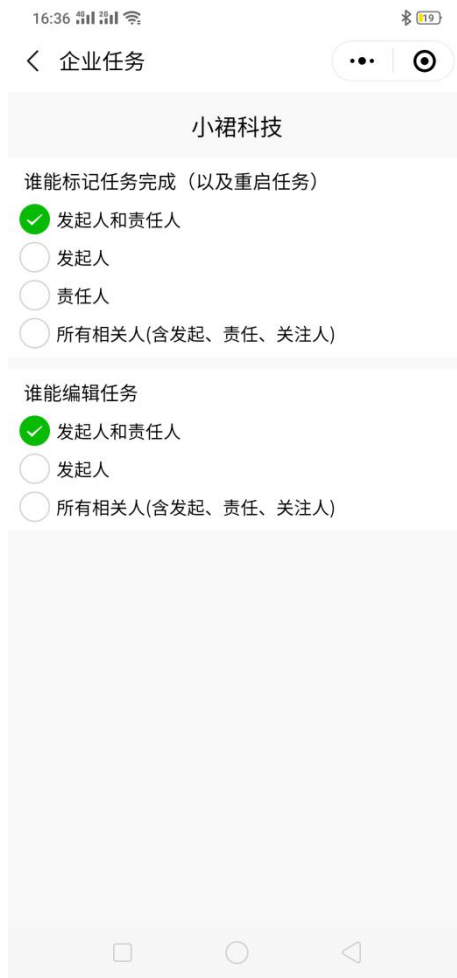 16:36
19
企业任务
小裙科技
谁能标记任务完成（以及重启任务）
发起人和责任人
发起人
责任人
所有相关人(含发起、责任、关注人)
谁能编辑任务
发起人和责任人
发起人
所有相关人(含发起、责任、关注人)